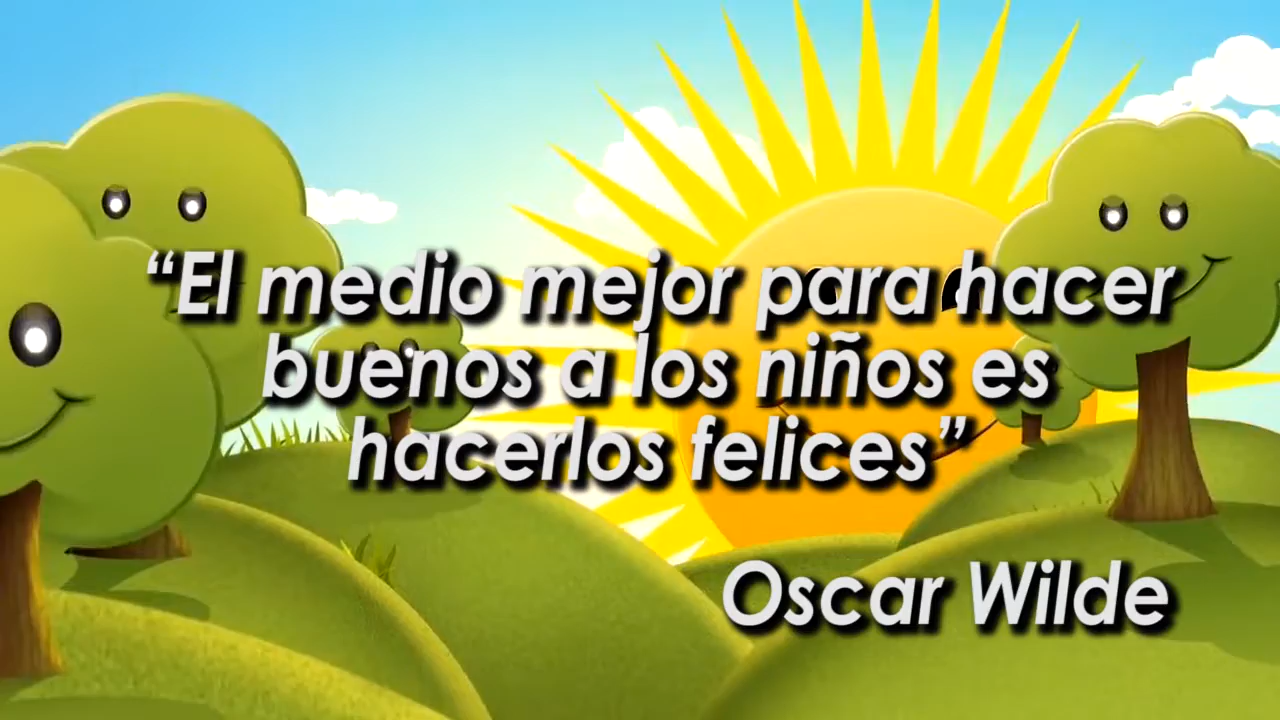 “El medio mejor para hacer
buenos a los niños es
hacerlos felices”
Oscar Wilde